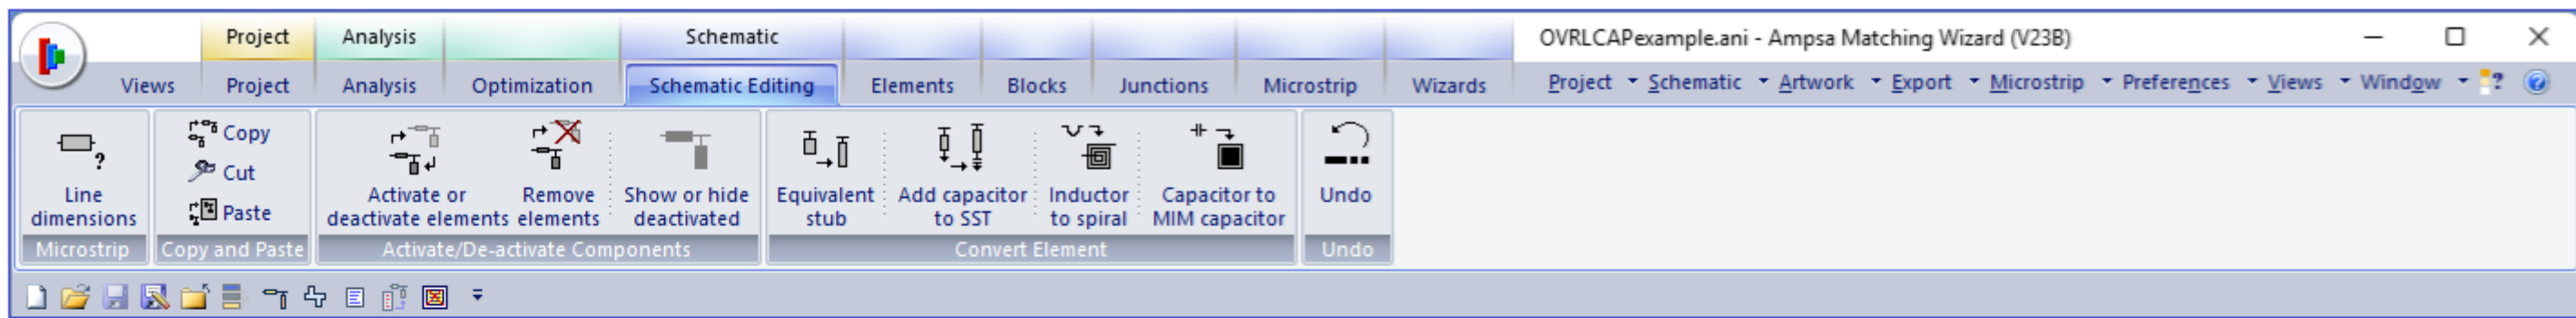 Project Analysis Schematic OVRLCAPexample.ani - Ampsa Matching Wizard (V23B)
Views Project Analysis Optimization Schematic Editing Elements Blocks Junctions Microstrip Wizards Project Schematic Artwork Export Microstrip Preferences Views Window ?
Line
dimensions
Microstrip
Copy
Cut
Paste
Copy and Paste
Activate or
deactivate elements
Remove
elements
Show or hide
deactivated
Activate/De-activate Components
Equivalent
stub
Add capacitor
to SST
Inductor
to spiral
Capacitor to
MIM capacitor
Convert Element
Undo
Undo